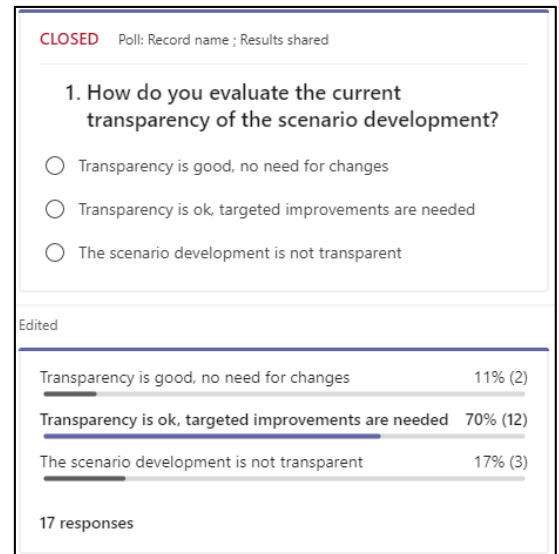 CLOSED Poll: Record name ; Results shared
1. How do you evaluate the current
transparency of the scenario development?
Transparency is good, no need for changes
Transparency is ok, targeted improvements are needed
The scenario development is not transparent
Edited
Transparency is good, no need for changes 11% (2)
Transparency is ok, targeted improvements are needed 70% (12)
The scenario development is not transparent 17% (3)
17 responses